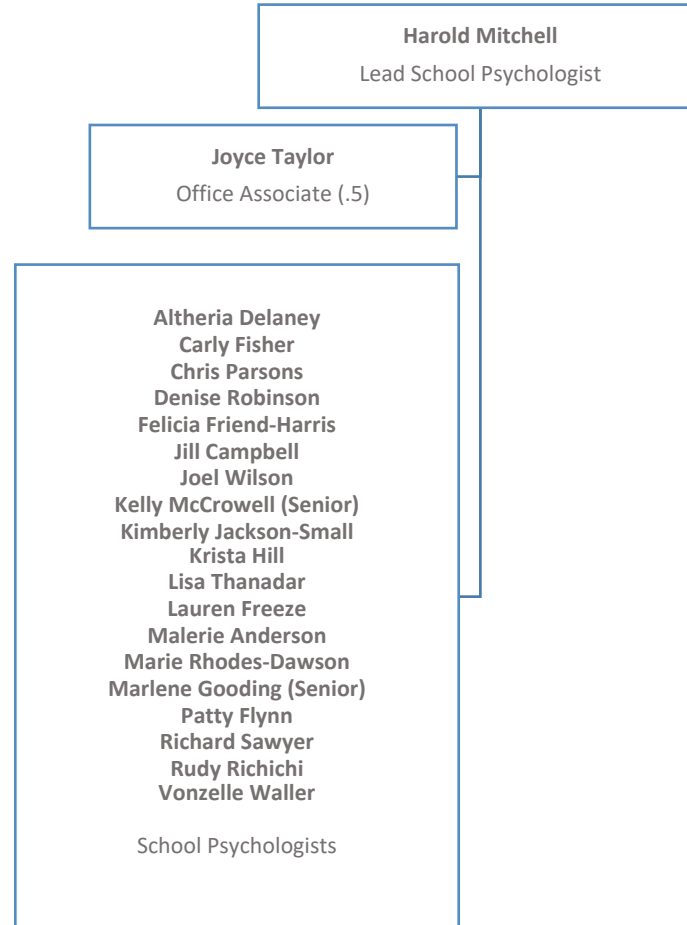 Harold Mitchell
Lead School Psychologist
Joyce Taylor
Office Associate (.5)
Altheria Delaney
Carly Fisher
Chris Parsons
Denise Robinson
Felicia Friend-Harris
Jill Campbell
Joel Wilson
Kelly McCrowell (Senior)
Kimberly Jackson-Small
Krista Hill
Lisa Thanadar
Lauren Freeze
Malerie Anderson
Marie Rhodes-Dawson
Marlene Gooding (Senior)
Patty Flynn
Richard Sawyer
Rudy Richichi
Vonzelle Waller
School Psychologists